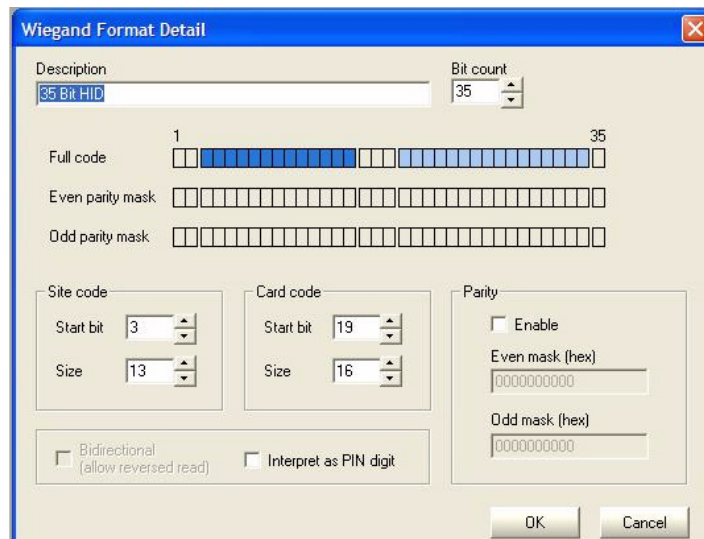 Wiegand Format Detail
Description
Bit count
35 Bit HID
35
1
35
Full code
Even parity mask
Odd parity mask
Site code
Card code
Parity
Start bit
3
Start bit
19
Enable
Size
13
Size
16
Even mask (hex)
0000000000
Odd mask (hex)
0000000000
Bidirectional
(allow reversed read)
Interpret as PIN digit
OK
Cancel